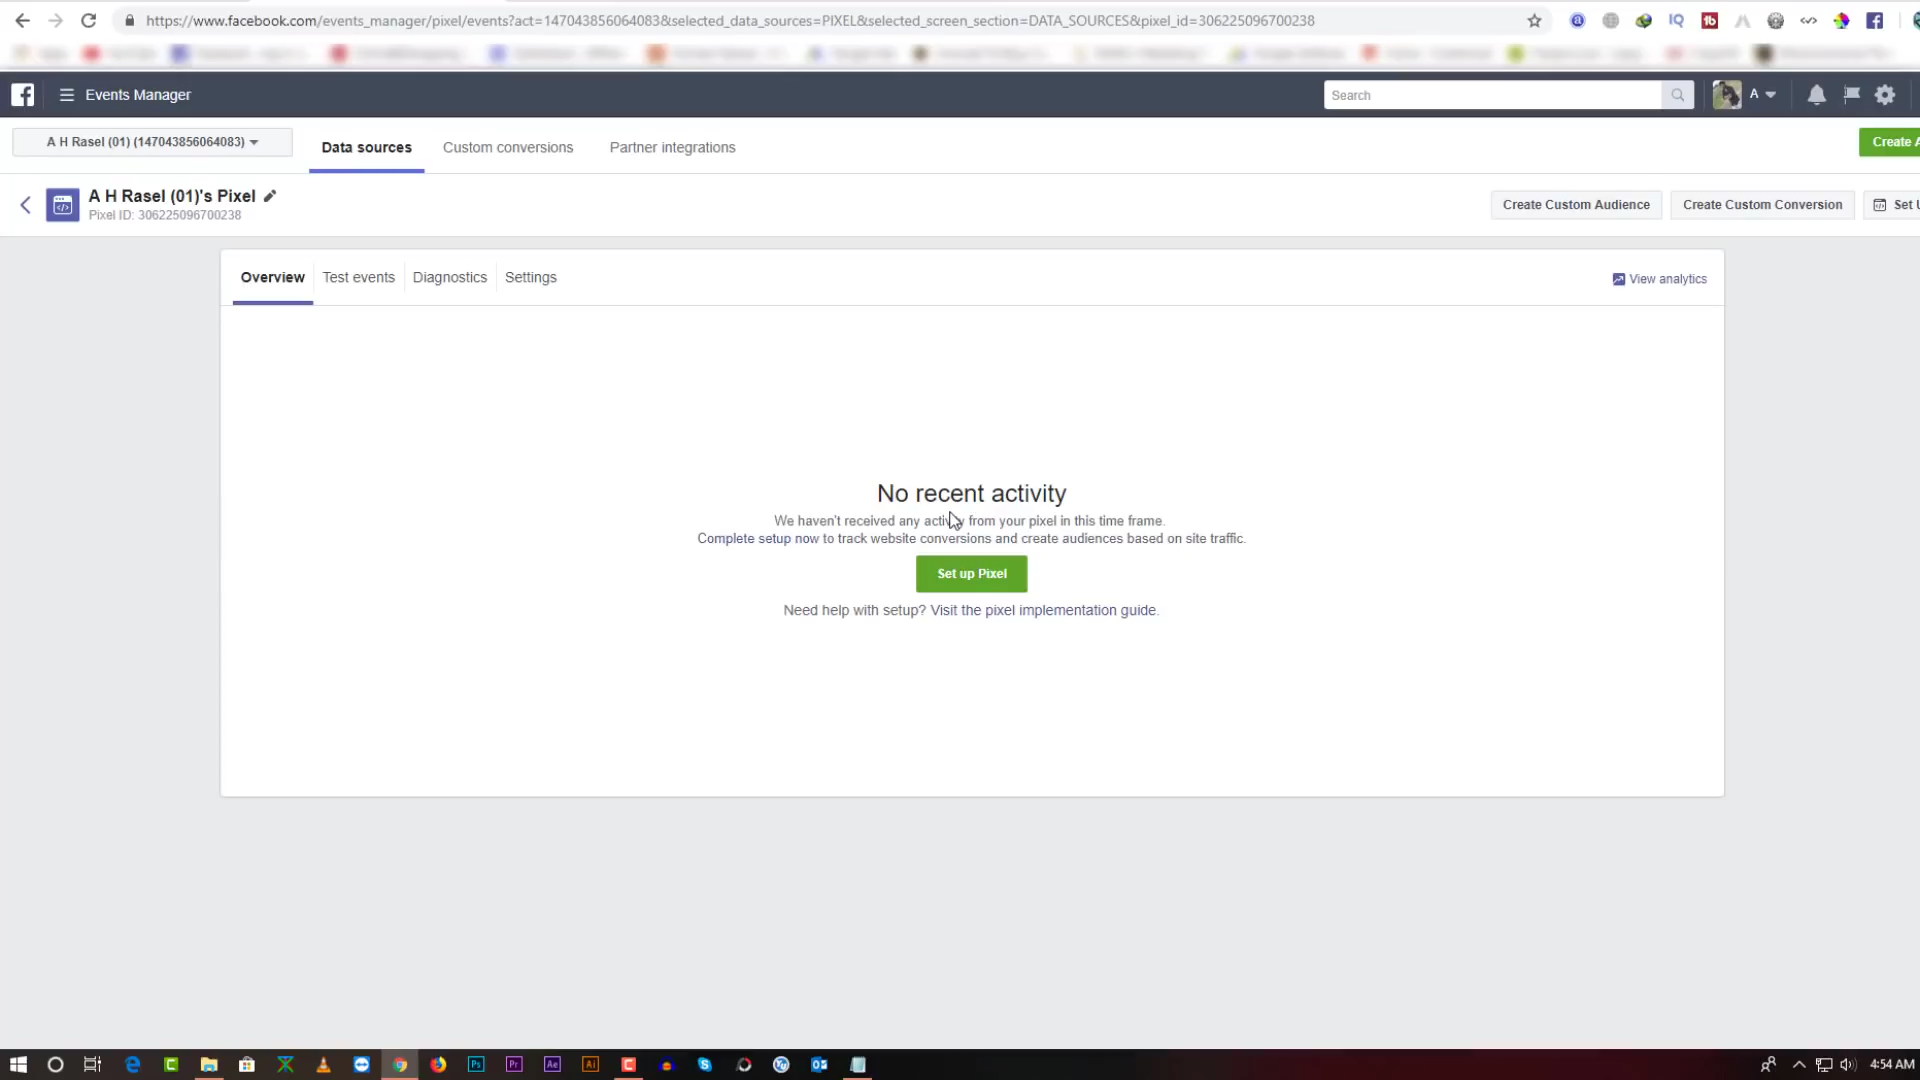 https://www.facebook.com/events_manager/pixel/events?act=147043856064083&selected_data_sources=PIXEL&selected_screen_section=DATA_SOURCES&pixel_id=306225096700238
Events Manager
Search
A
A H Rasel (01) (147043856064083)
Data sources
Custom conversions
Partner integrations
Create A
A H Rasel (01)'s Pixel
Pixel ID: 306225096700238
Create Custom Audience
Create Custom Conversion
Set U
Overview
Test events
Diagnostics
Settings
View analytics
No recent activity
We haven't received any activity from your pixel in this time frame.
Complete setup now to track website conversions and create audiences based on site traffic.
Set up Pixel
Need help with setup? Visit the pixel implementation guide.
4:54 AM